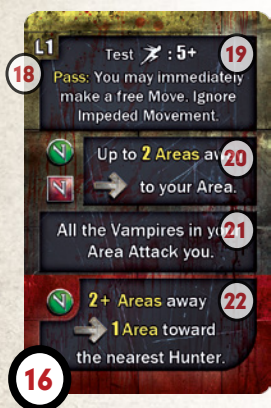 L1
Test : 5+ 19
18 Pass: You may immediately
make a free Move. Ignore
Impeded Movement.
V Up to 2 Areas 20
V to your Area.
All the Vampires in 21
Area Attack you.
V 2+ Areas away 22
1 Area toward
the nearest Hunter.
16